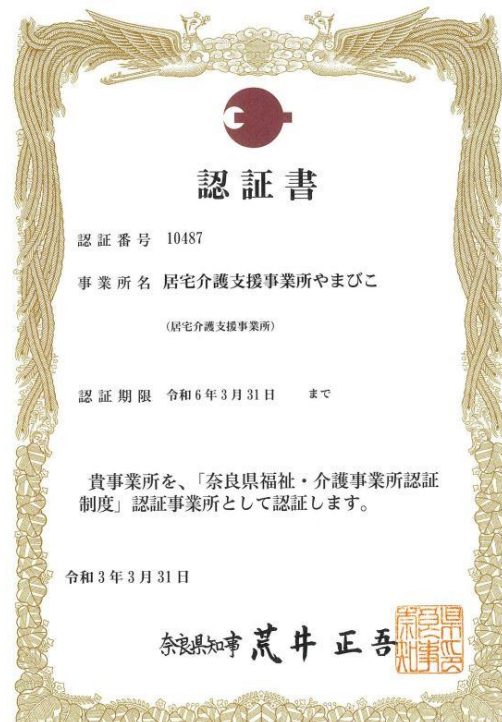 認証書
認証番号 10487
事業所名 居宅介護支援事業所やまびこ
(居宅介護支援事業所)
認証期限 令和6年3月31日 まで
貴事業所を、「奈良県福祉・介護事業所認証
制度」認証事業所として認証します。
令和3年3月31日
奈良県知事 荒井正吾